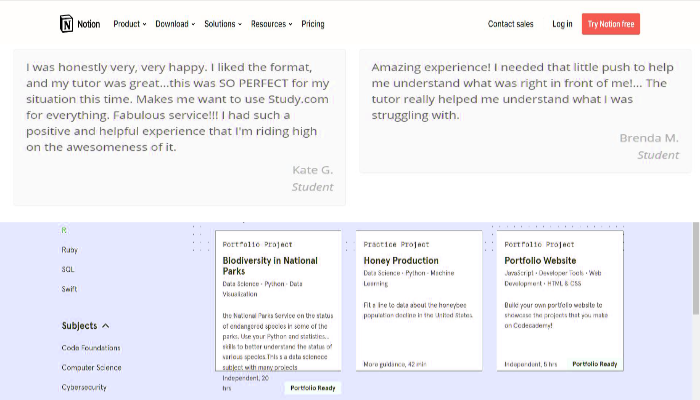 Notion Product Download Solutions Resources Pricing Contact sales Log in Try Notion free
I was honestly very, very happy. I liked the format,
and my tutor was great...this was SO PERFECT for my
situation this time. Makes me want to use Study.com
for everything. Fabulous service!!! I had such a
positive and helpful experience that I'm riding high
on the awesomeness of it.
Kate G.
Student
Amazing experience! I needed that little push to help
me understand what was right in front of me!... The
tutor really helped me understand what I was
struggling with.
Brenda M.
Student
R
Ruby
SQL
Swift
Subjects
Code Foundations
Computer Science
Cybersecurity
Portfolio Project
Biodiversity in National
Parks
Data Science • Python • Data
Visualization
the National Parks Service on the status
of endangered species in some of the
parks. Use your Python and statistics...
skills to better understand the status of
various species.This is a data scienece
subject with many projects
Independent, 20
hrs
Portfolio Ready
Practice Project
Honey Production
Data Science • Python • Machine
Learning
Fit a line to data about the honeybee
population decline in the United States.
More guidance, 42 min
Portfolio Project
Portfolio Website
JavaScript • Developer Tools • Web
Development • HTML & CSS
Build your own portfolio website to
showcase the projects that you make
on Codecademy!
Independent, 6 hrs
Portfolio Ready